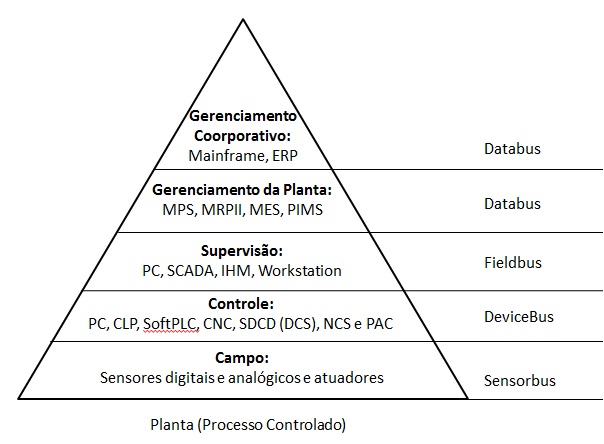 Gerenciamento
Coorporativo:
Mainframe, ERP
Databus
Gerenciamento da Planta:
MPS, MRPII, MES, PIMS
Databus
Supervisão:
PC, SCADA, IHM, Workstation
Fieldbus
Controle:
PC, CLP, SoftPLC, CNC, SDCD (DCS), NCS e PAC
DeviceBus
Campo:
Sensores digitais e analógicos e atuadores
Sensorbus
Planta (Processo Controlado)